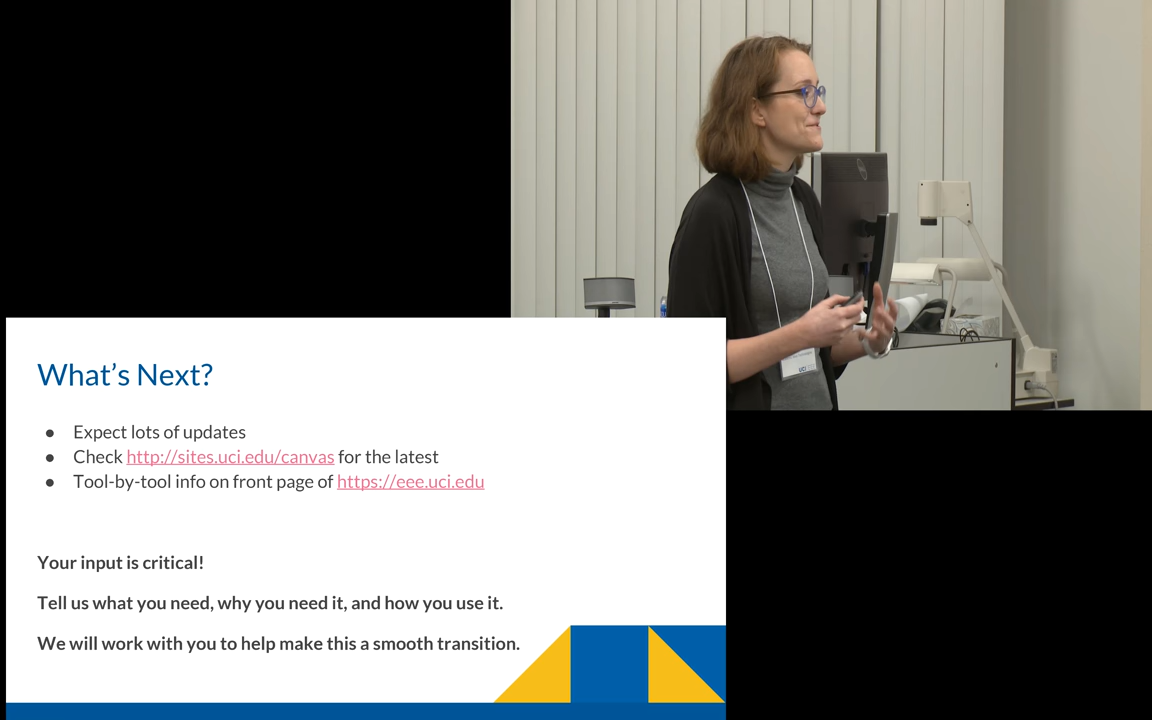 What's Next?
● Expect lots of updates
● Check http://sites.uci.edu/canvas for the latest
● Tool-by-tool info on front page of https://eee.uci.edu
Your input is critical!
Tell us what you need, why you need it, and how you use it.
We will work with you to help make this a smooth transition.
UCI